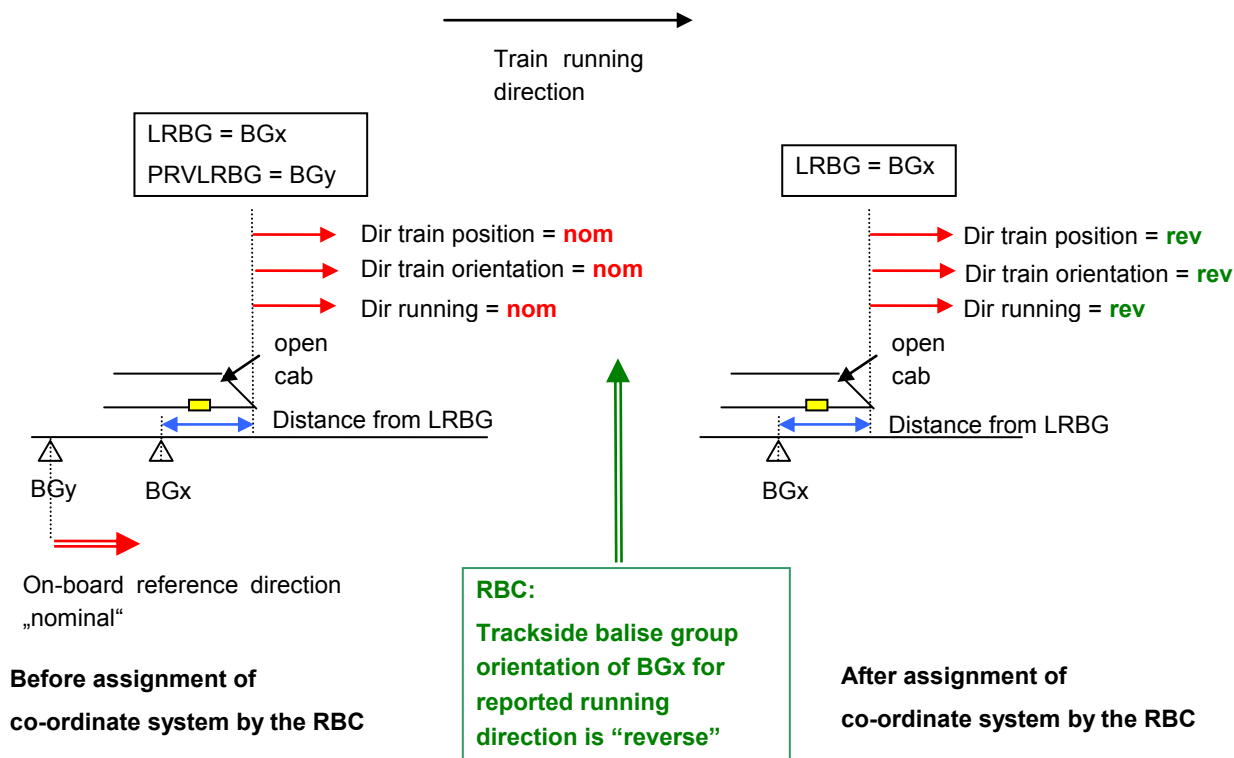 Train running
direction
LRBG = BGx
PRVLRBG = BGy
Dir train position = nom
Dir train orientation = nom
Dir running = nom
open
cab
Distance from LRBG
BGy
BGx
On-board reference direction
„nominal“
Before assignment of
co-ordinate system by the RBC
RBC:
Trackside balise group
orientation of BGx for
reported running
direction is “reverse”
LRBG = BGx
Dir train position = rev
Dir train orientation = rev
Dir running = rev
open
cab
Distance from LRBG
BGx
After assignment of
co-ordinate system by the RBC